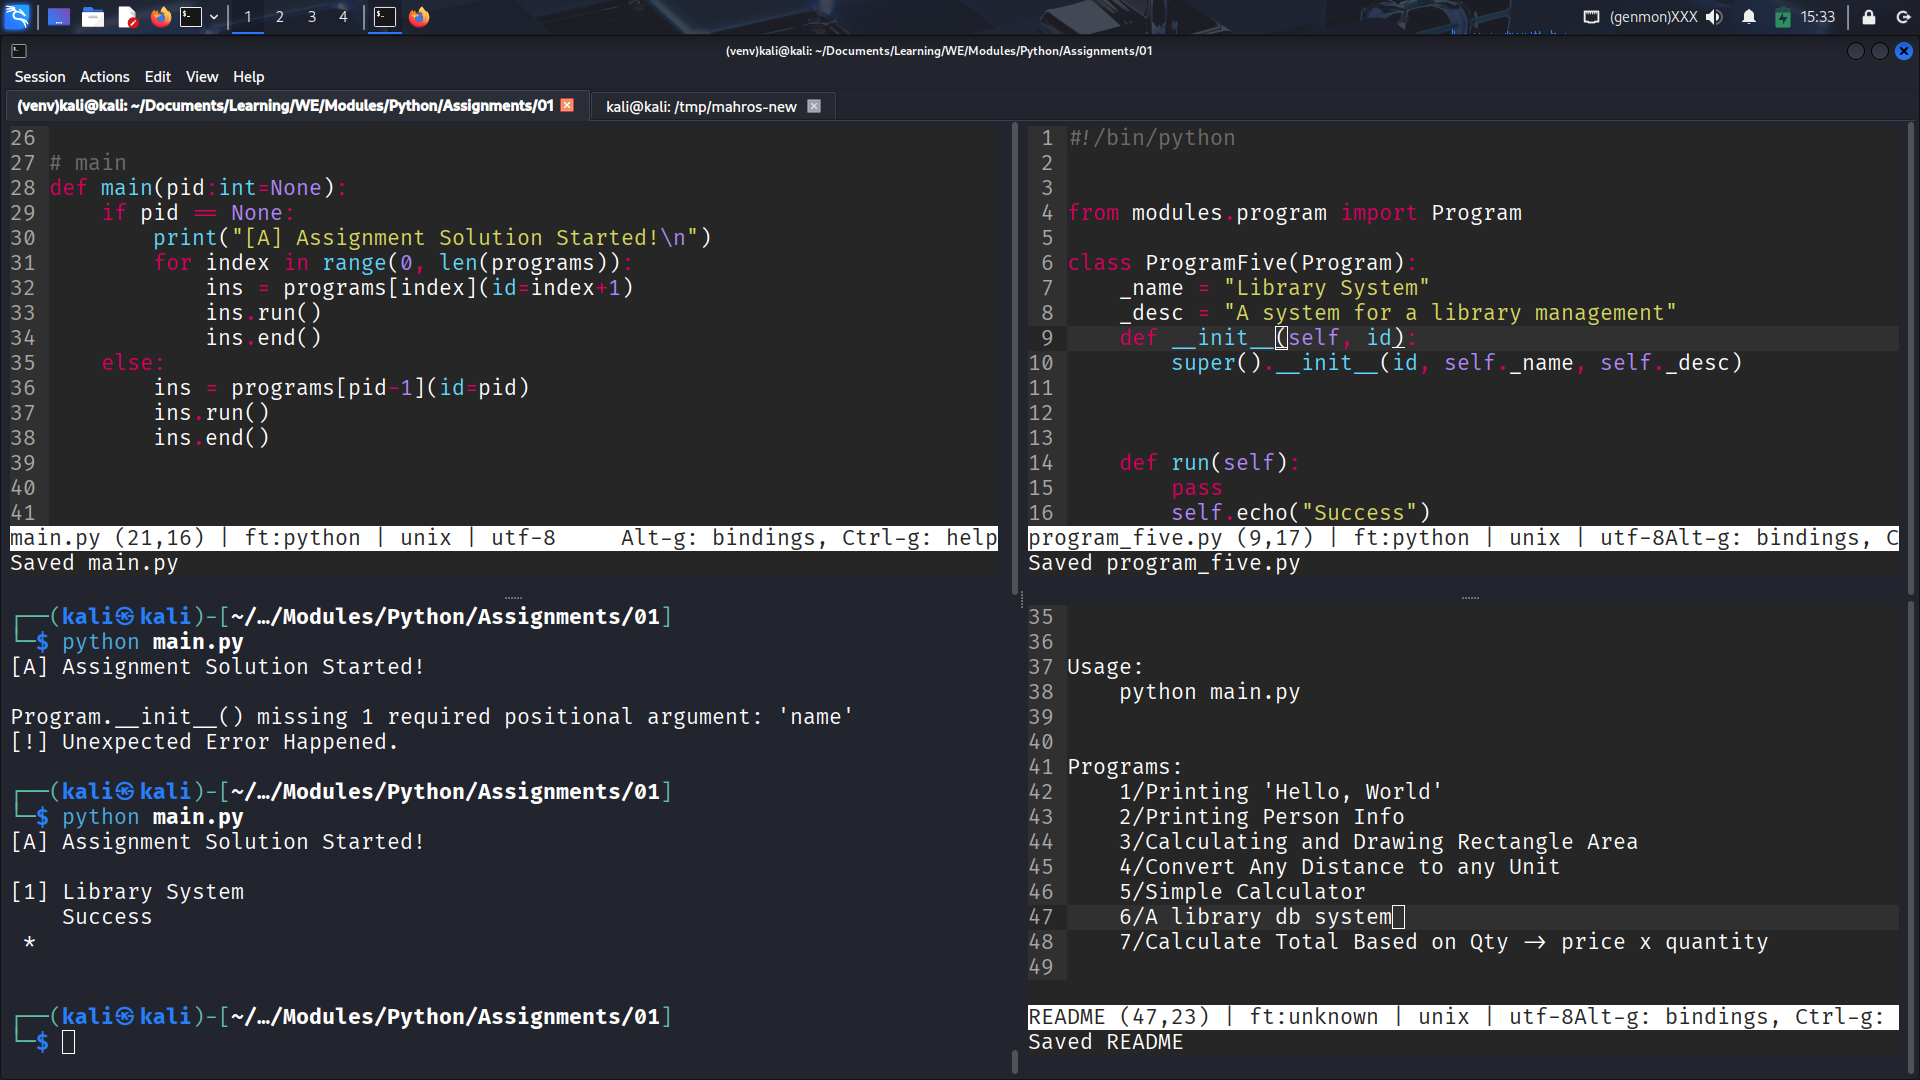 1 2 3 4 (genmon)XXX 15:33
(venv)kali@kali: ~/Documents/Learning/WE/Modules/Python/Assignments/01
Session Actions Edit View Help
(venv)kali@kali: ~/Documents/Learning/WE/Modules/Python/Assignments/01
kali@kali: /tmp/mahros-new
26
27 # main
28 def main(pid:int=None):
29     if pid == None:
30         print("[A] Assignment Solution Started!\n")
31         for index in range(0, len(programs)):
32             ins = programs[index](id=index+1)
33             ins.run()
34             ins.end()
35     else:
36         ins = programs[pid-1](id=pid)
37         ins.run()
38         ins.end()
39
40
41
main.py (21,16) | ft:python | unix | utf-8     Alt-g: bindings, Ctrl-g: help
Saved main.py
1 #!/bin/python
2
3
4 from modules.program import Program
5
6 class ProgramFive(Program):
7     _name = "Library System"
8     _desc = "A system for a library management"
9     def __init__(self, id):
10         super().__init__(id, self._name, self._desc)
11
12
13
14     def run(self):
15         pass
16         self.echo("Success")
program_five.py (9,17) | ft:python | unix | utf-8Alt-g: bindings, C
Saved program_five.py
┌──(kali㉿kali)-[~/…/Modules/Python/Assignments/01]
└─$ python main.py
[A] Assignment Solution Started!
Program.__init__() missing 1 required positional argument: 'name'
[!] Unexpected Error Happened.
┌──(kali㉿kali)-[~/…/Modules/Python/Assignments/01]
└─$ python main.py
[A] Assignment Solution Started!
[1] Library System
    Success
 *
┌──(kali㉿kali)-[~/…/Modules/Python/Assignments/01]
└─$
35
36
37 Usage:
38     python main.py
39
40
41 Programs:
42     1/Printing 'Hello, World'
43     2/Printing Person Info
44     3/Calculating and Drawing Rectangle Area
45     4/Convert Any Distance to any Unit
46     5/Simple Calculator
47     6/A library db system
48     7/Calculate Total Based on Qty -> price x quantity
49
README (47,23) | ft:unknown | unix | utf-8Alt-g: bindings, Ctrl-g:
Saved README